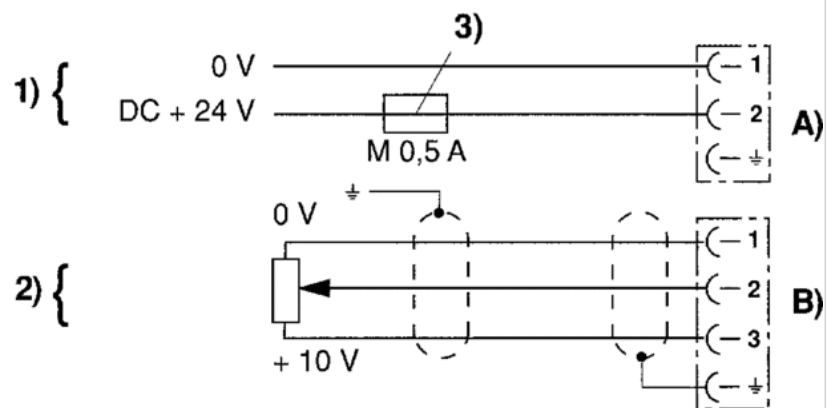 3)
1) { 0 V 1
DC + 24 V 2 A)
M 0,5 A
0 V
1
2) { 2 B)
3
+ 10 V